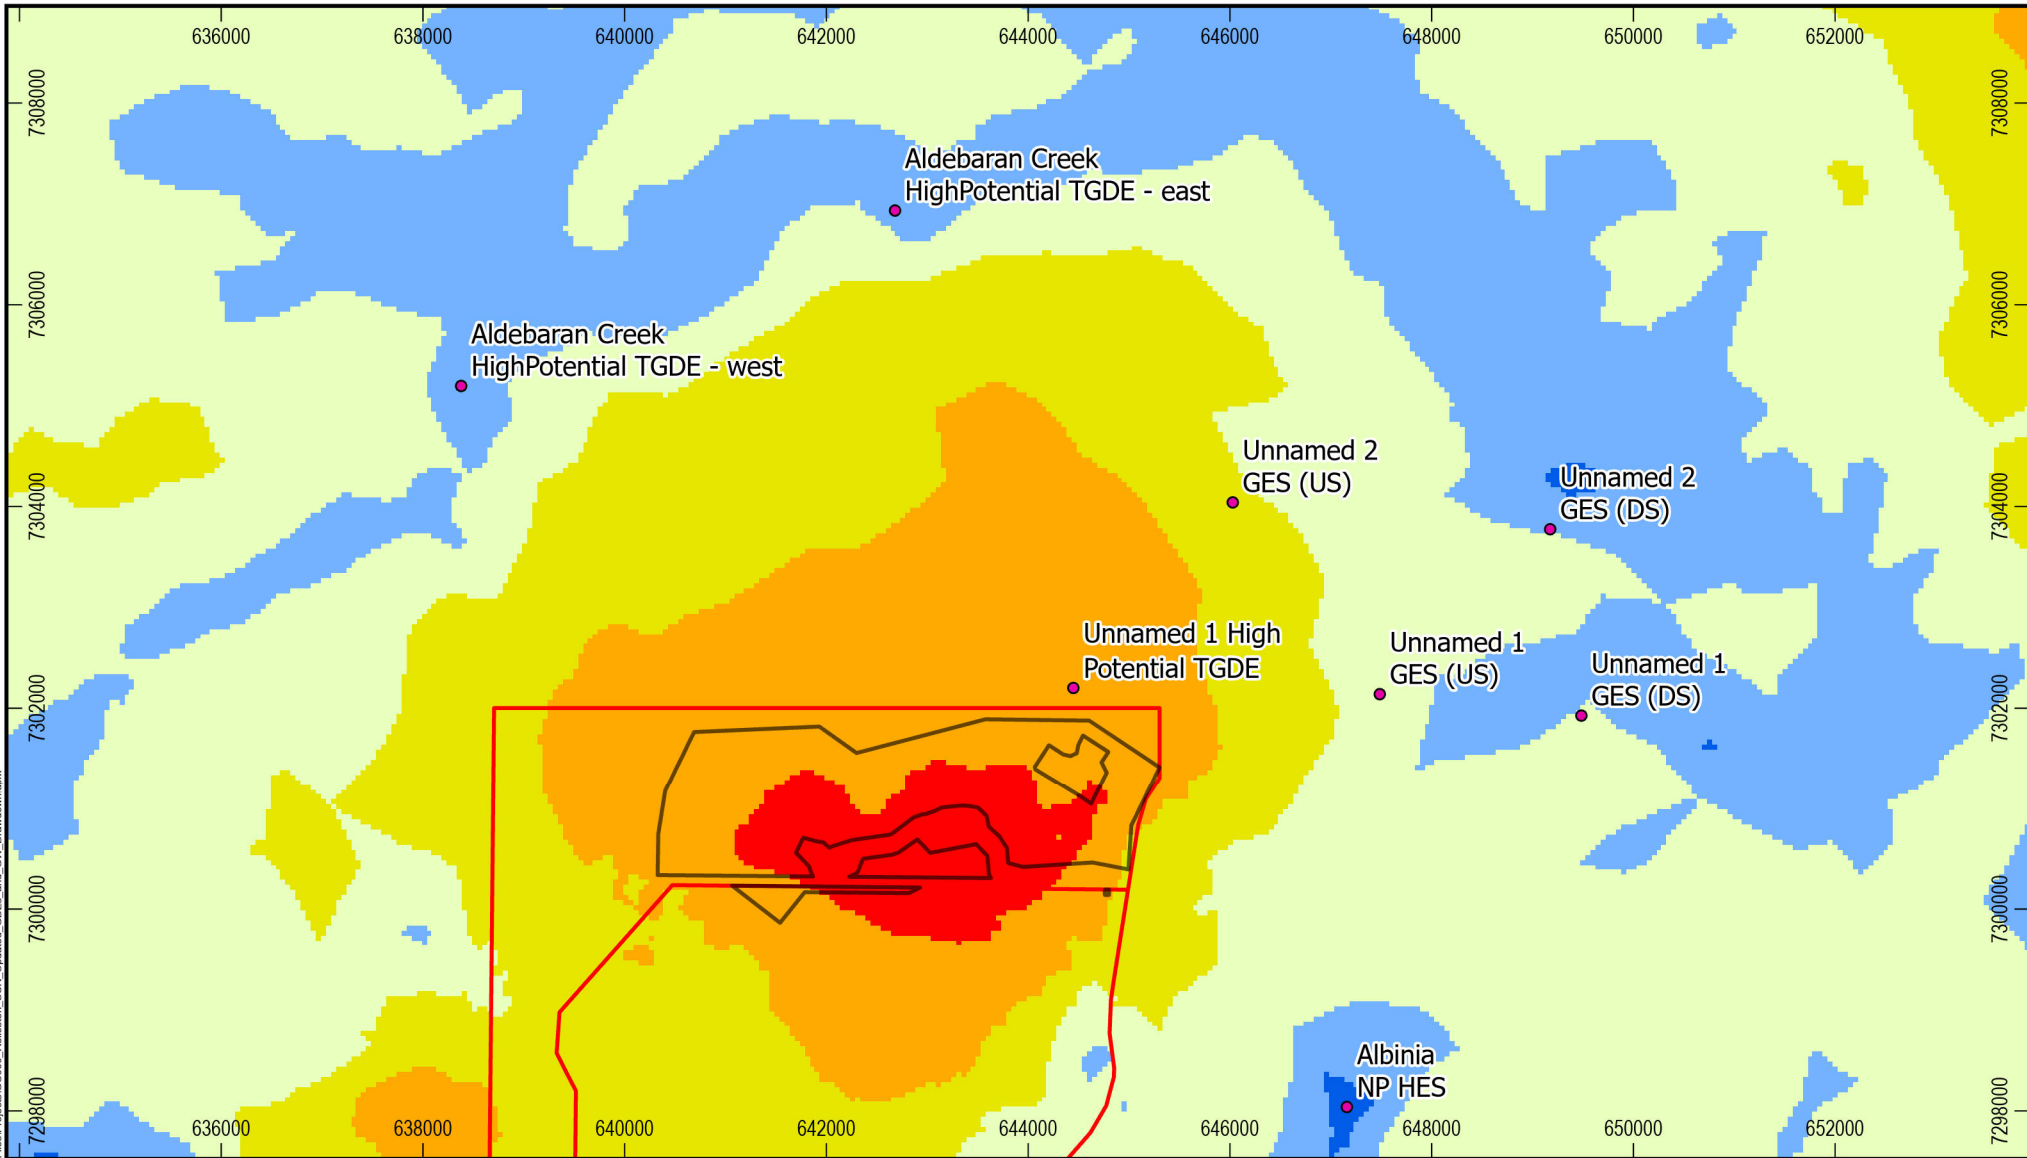 636000 638000 640000 642000 644000 646000 648000 650000 652000
7308000 7308000
Aldebaran Creek
HighPotential TGDE - east
7306000 7306000
Aldebaran Creek
HighPotential TGDE - west
Unnamed 2
GES (US)
Unnamed 2
GES (DS)
7304000 7304000
Unnamed 1 High
Potential TGDE
Unnamed 1
GES (US)
Unnamed 1
GES (DS)
7302000 7302000
7300000 7300000
Albinia
NP HES
7298000 7298000
636000 638000 640000 642000 644000 646000 648000 650000 652000